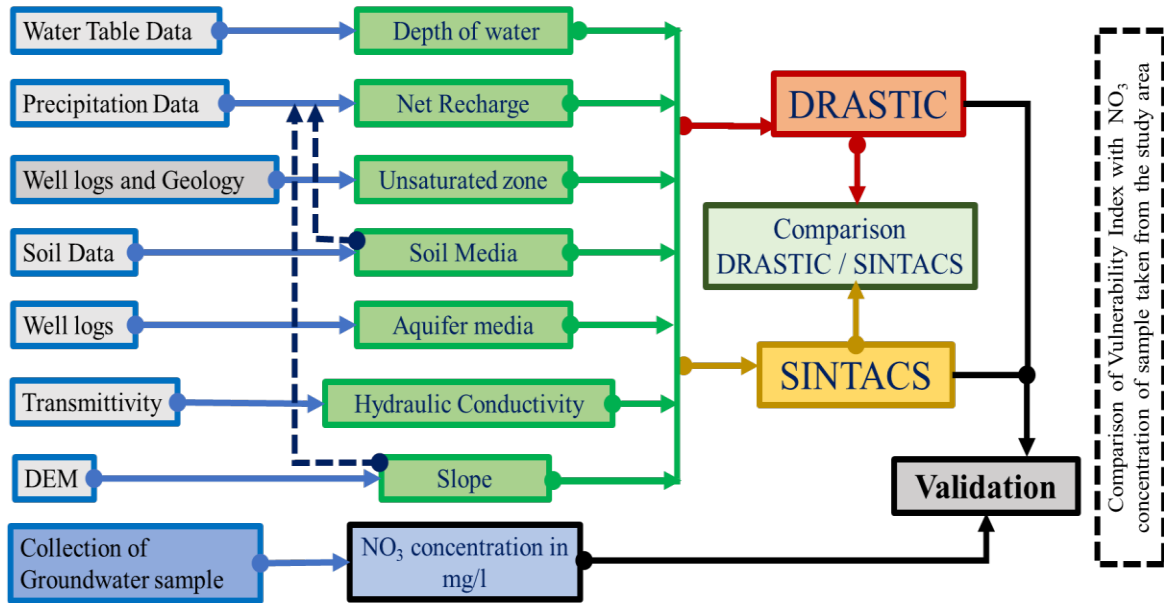 Water Table Data
Depth of water
Precipitation Data
Net Recharge
DRASTIC
Well logs and Geology
Unsaturated zone
Soil Data
Soil Media
Comparison
DRASTIC / SINTACS
Well logs
Aquifer media
SINTACS
Transmittivity
Hydraulic Conductivity
DEM
Slope
Validation
Collection of
Groundwater sample
NO₃ concentration in
mg/l
Comparison of Vulnerability Index with NO₃
concentration of sample taken from the study area